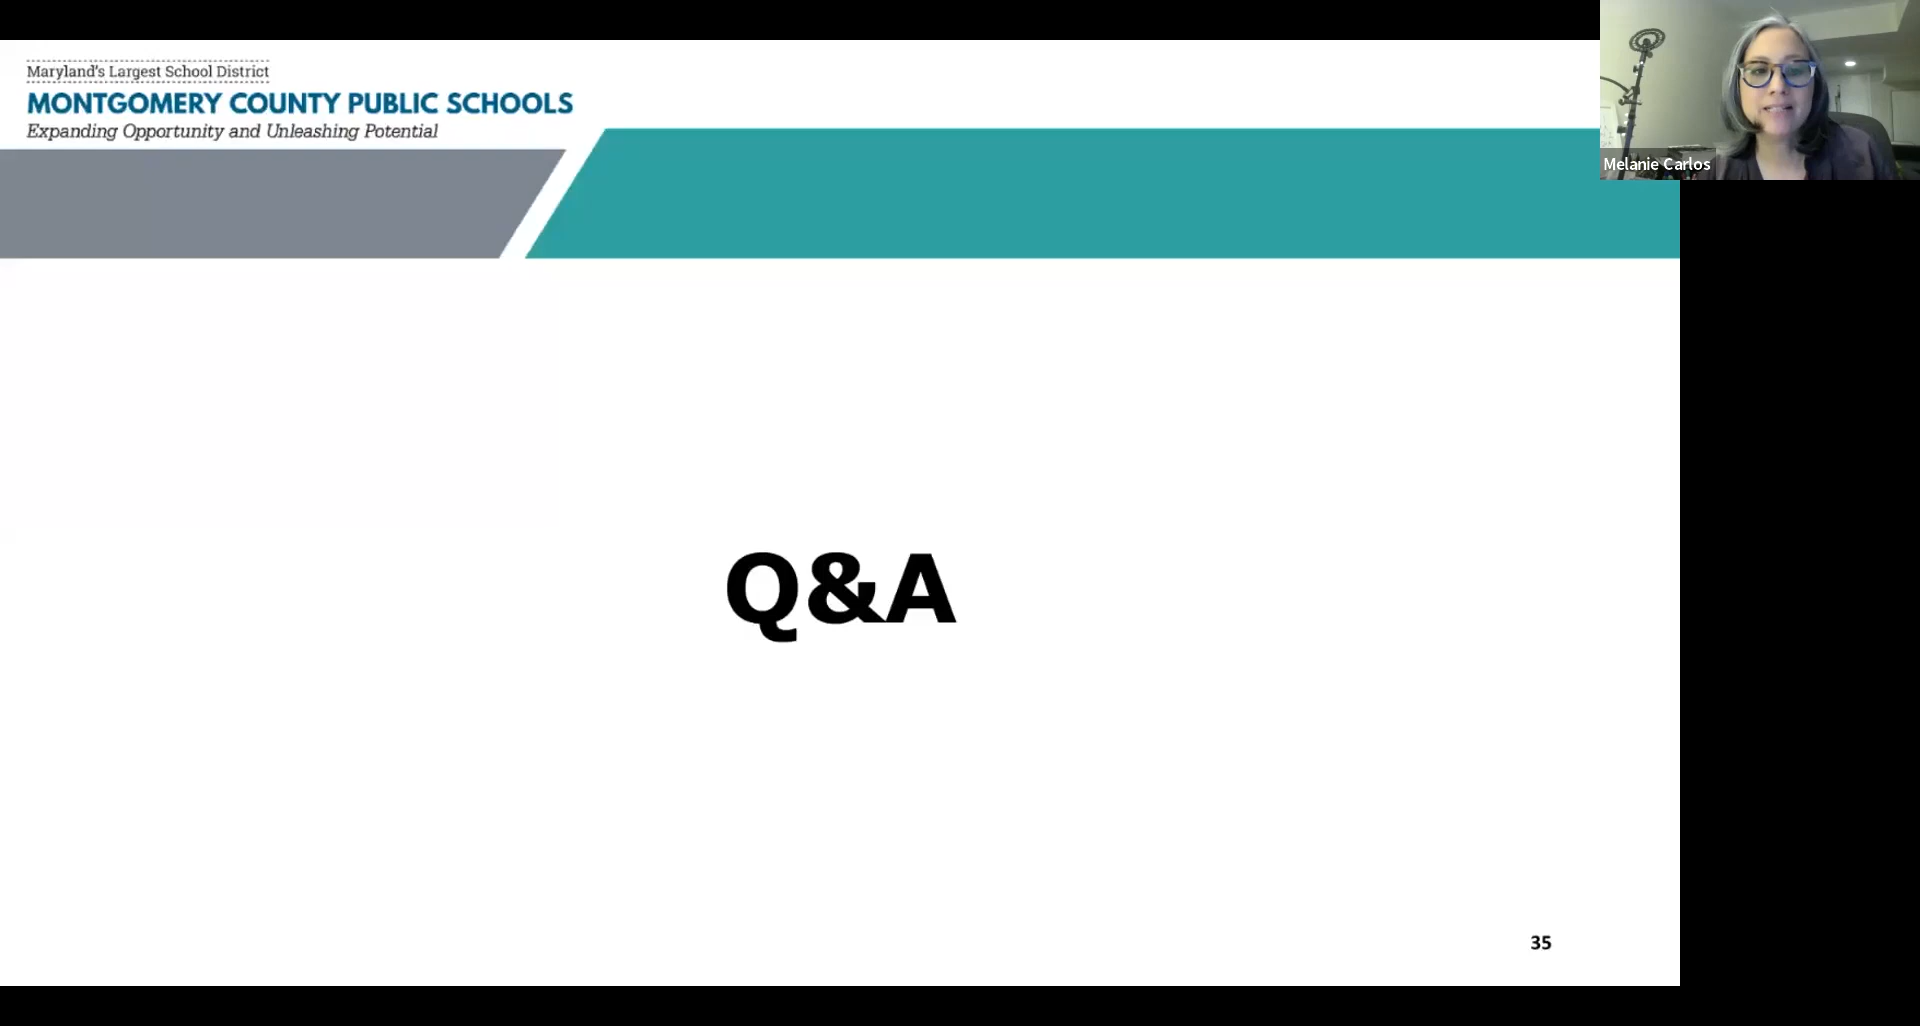 Maryland's Largest School District
MONTGOMERY COUNTY PUBLIC SCHOOLS
Expanding Opportunity and Unleashing Potential
Melanie Carlos
Q&A
35